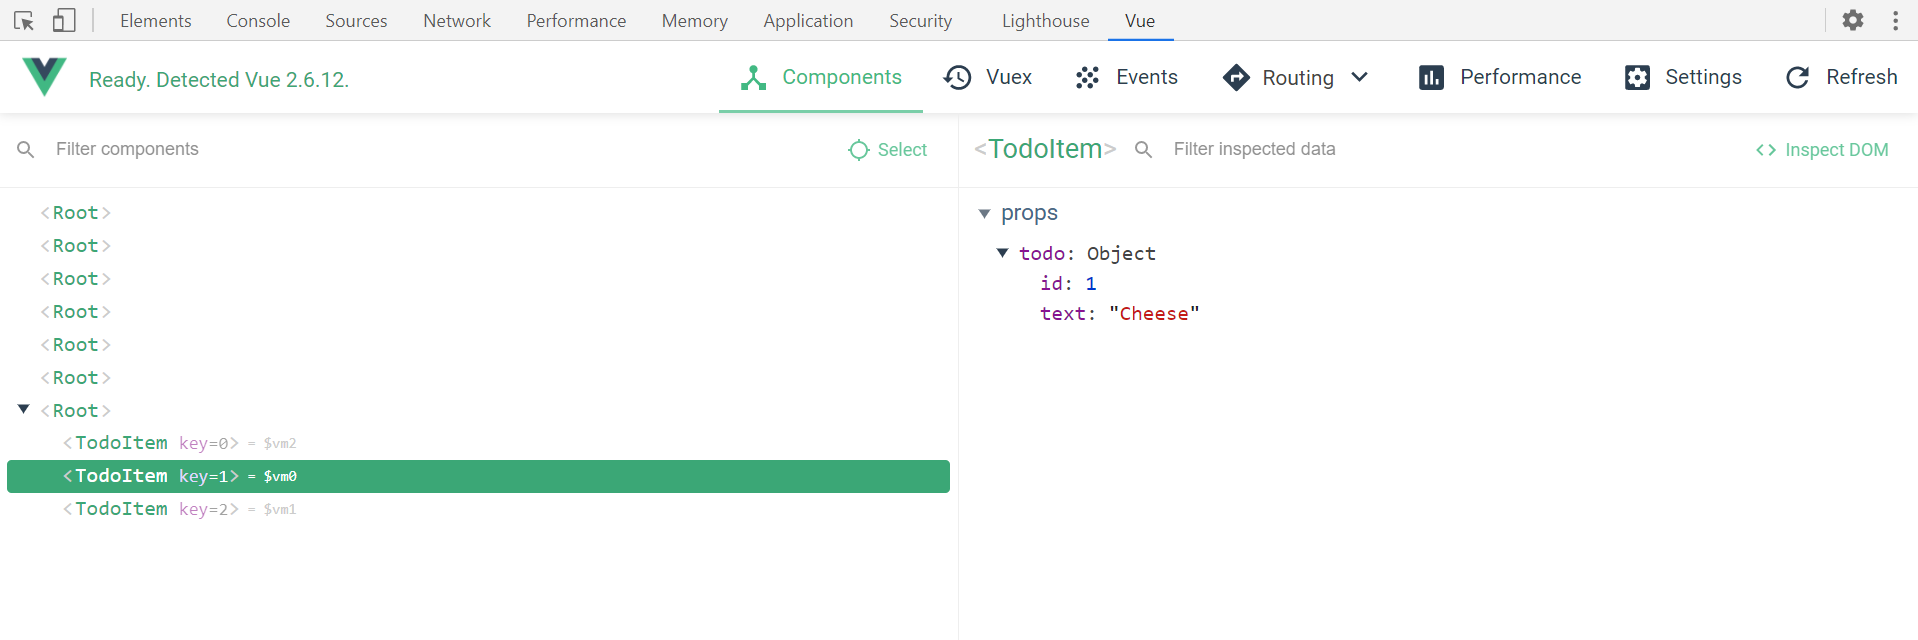 Elements Console Sources Network Performance Memory Application Security Lighthouse Vue
Ready. Detected Vue 2.6.12.
Components Vuex Events Routing Performance Settings Refresh
Filter components Select
<TodoItem> Filter inspected data Inspect DOM
<Root>
<Root>
<Root>
<Root>
<Root>
<Root>
<Root>
<TodoItem key=0> = $vm2
<TodoItem key=1> = $vm0
<TodoItem key=2> = $vm1
props
todo: Object
id: 1
text: "Cheese"